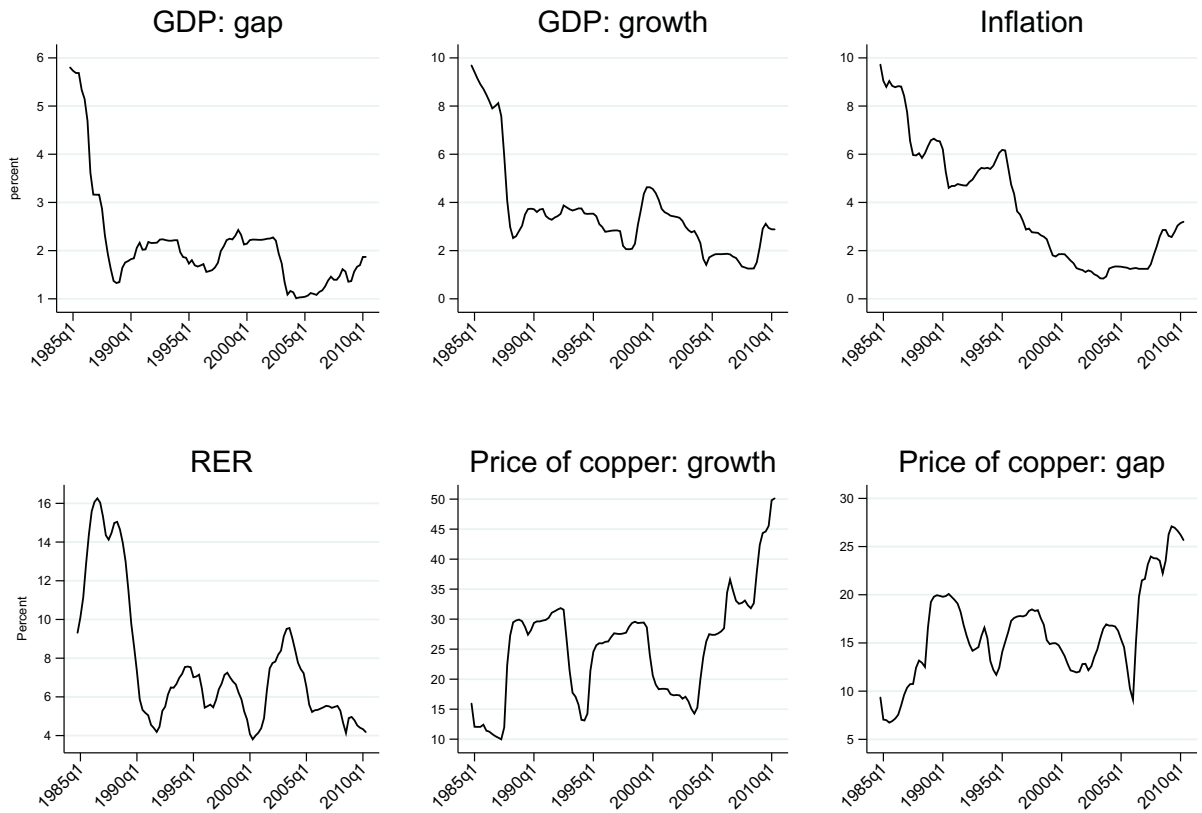 GDP: gap
percent
6
5
4
3
2
1
1985q1
1990q1
1995q1
2000q1
2005q1
2010q1
GDP: growth
10
8
6
4
2
0
1985q1
1990q1
1995q1
2000q1
2005q1
2010q1
Inflation
10
8
6
4
2
0
1985q1
1990q1
1995q1
2000q1
2005q1
2010q1
RER
Percent
16
14
12
10
8
6
4
1985q1
1990q1
1995q1
2000q1
2005q1
2010q1
Price of copper: growth
50
45
40
35
30
25
20
15
10
1985q1
1990q1
1995q1
2000q1
2005q1
2010q1
Price of copper: gap
30
25
20
15
10
5
1985q1
1990q1
1995q1
2000q1
2005q1
2010q1